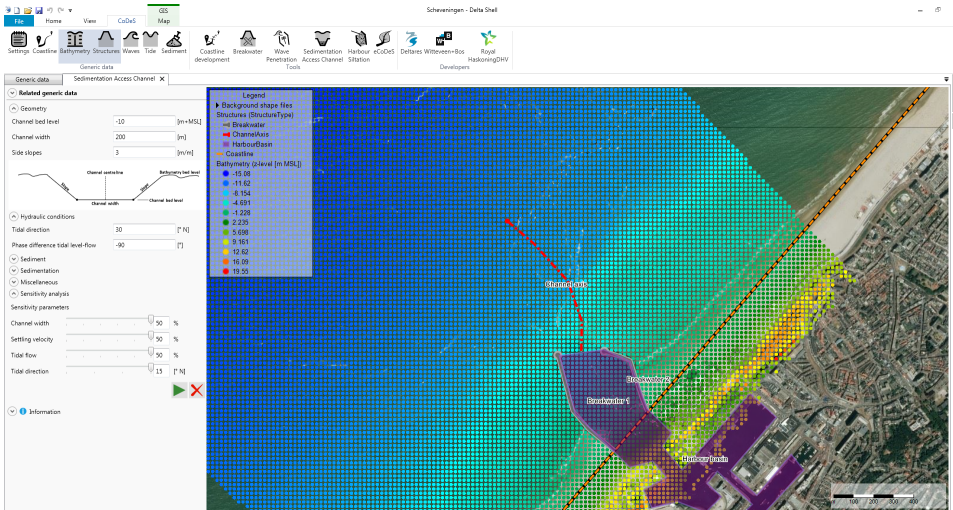 Scheveningen - Delta Shell
GIS
File Home View CoDeS Map
Settings Coastline Bathymetry Structures Waves Tide Sediment
Generic data
Coastline development
Breakwater
Wave Penetration
Sedimentation Access Channel
Harbour Siltation
eCoDeS
Tools
Deltares Witteveen+Bos
Royal HaskoningDHV
Developers
Generic data Sedimentation Access Channel
Related generic data
Geometry
Channel bed level -10 [m+MSL]
Channel width 200 [m]
Side slopes 3 [m/m]
Channel centreline Bathymetry bed level
Slope Slope
Channel width Channel bed level
Hydraulic conditions
Tidal direction 30 [° N]
Phase difference tidal level-flow -90 [°]
Sediment
Sedimentation
Miscellaneous
Sensitivity analysis
Sensitivity parameters
Channel width 50 %
Settling velocity 50 %
Tidal flow 50 %
Tidal direction 15 [° N]
Information
Legend
Background shape files
Structures (StructureType)
Breakwater
ChannelAxis
HarbourBasin
Coastline
Bathymetry (z-level [m MSL])
-15.08
-11.62
-8.154
-4.691
-1.228
2.235
5.698
9.161
12.62
16.09
19.55
Channel axis
Breakwater 2
Breakwater 1
Harbour basin
0 100 200 300 400